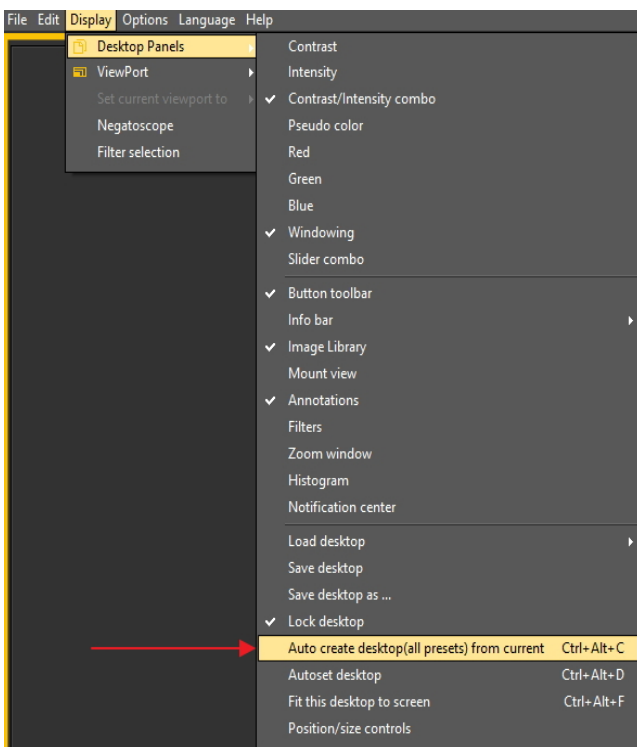 File Edit Display Options Language Help
Desktop Panels
ViewPort
Set current viewport to
Negatoscope
Filter selection
Contrast
Intensity
Contrast/Intensity combo
Pseudo color
Red
Green
Blue
Windowing
Slider combo
Button toolbar
Info bar
Image Library
Mount view
Annotations
Filters
Zoom window
Histogram
Notification center
Load desktop
Save desktop
Save desktop as ...
Lock desktop
Auto create desktop(all presets) from current Ctrl+Alt+C
Autoset desktop Ctrl+Alt+D
Fit this desktop to screen Ctrl+Alt+F
Position/size controls